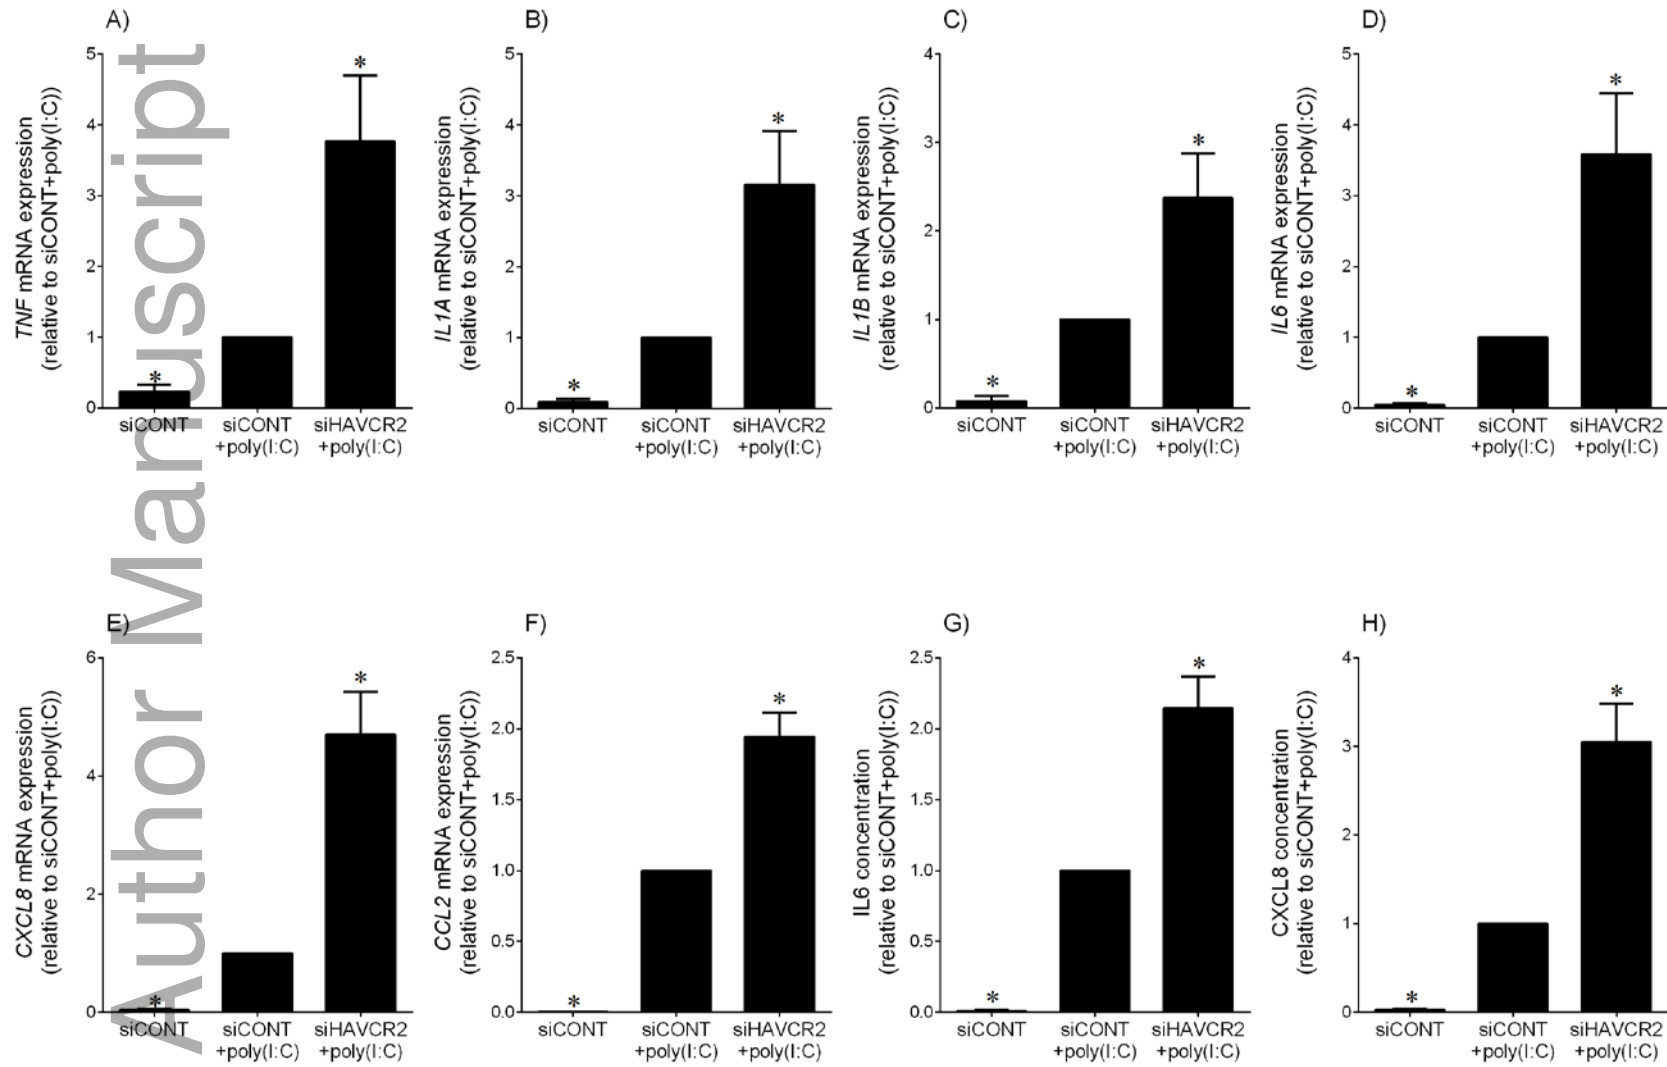 A)
TNF mRNA expression
(relative to siCONT+poly(I:C))
5
4
3
2
1
0
*
*
siCONT
siCONT
+poly(I:C)
siHAVCR2
+poly(I:C)
B)
IL1A mRNA expression
(relative to siCONT+poly(I:C))
5
4
3
2
1
0
*
*
siCONT
siCONT
+poly(I:C)
siHAVCR2
+poly(I:C)
C)
IL1B mRNA expression
(relative to siCONT+poly(I:C))
4
3
2
1
0
*
*
siCONT
siCONT
+poly(I:C)
siHAVCR2
+poly(I:C)
D)
IL6 mRNA expression
(relative to siCONT+poly(I:C))
5
4
3
2
1
0
*
*
siCONT
siCONT
+poly(I:C)
siHAVCR2
+poly(I:C)
E)
CXCL8 mRNA expression
(relative to siCONT+poly(I:C))
6
4
2
0
*
*
siCONT
siCONT
+poly(I:C)
siHAVCR2
+poly(I:C)
F)
CCL2 mRNA expression
(relative to siCONT+poly(I:C))
2.5
2.0
1.5
1.0
0.5
0.0
*
*
siCONT
siCONT
+poly(I:C)
siHAVCR2
+poly(I:C)
G)
IL6 concentration
(relative to siCONT+poly(I:C))
2.5
2.0
1.5
1.0
0.5
0.0
*
*
siCONT
siCONT
+poly(I:C)
siHAVCR2
+poly(I:C)
H)
CXCL8 concentration
(relative to siCONT+poly(I:C))
4
3
2
1
0
*
*
siCONT
siCONT
+poly(I:C)
siHAVCR2
+poly(I:C)
Author Manuscript